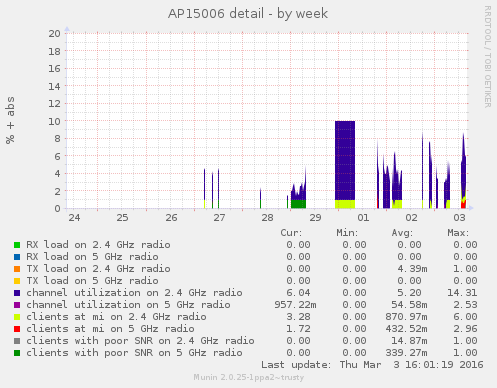 AP15006 detail - by week
RRDTOOL / TOBI OETIKER
% + abs
20
18
16
14
12
10
8
6
4
2
0
24 25 26 27 28 29 01 02 03
Cur: Min: Avg: Max:
RX load on 2.4 GHz radio 0.00 0.00 0.00 0.00
RX load on 5 GHz radio 0.00 0.00 0.00 0.00
TX load on 2.4 GHz radio 0.00 0.00 4.39m 1.00
TX load on 5 GHz radio 0.00 0.00 0.00 0.00
channel utilization on 2.4 GHz radio 6.04 0.00 5.20 14.31
channel utilization on 5 GHz radio 957.22m 0.00 54.58m 2.53
clients at mi on 2.4 GHz radio 3.28 0.00 870.97m 6.00
clients at mi on 5 GHz radio 1.72 0.00 432.52m 2.96
clients with poor SNR on 2.4 GHz radio 0.00 0.00 14.87m 1.00
clients with poor SNR on 5 GHz radio 0.00 0.00 339.27m 1.00
Last update: Thu Mar 3 16:01:19 2016
Munin 2.0.25-1ppa2~trusty